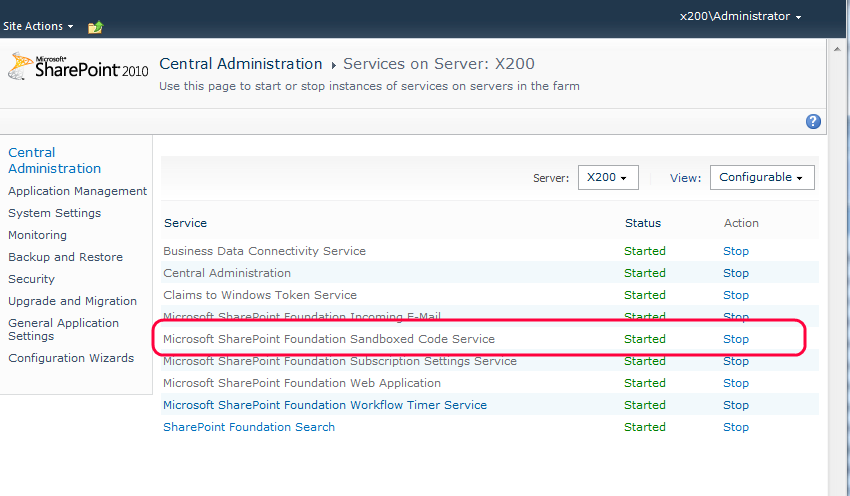 x200\Administrator
Site Actions
Microsoft®
SharePoint 2010
Central Administration
Services on Server: X200
Use this page to start or stop instances of services on servers in the farm
?
Central
Administration
Application Management
System Settings
Monitoring
Backup and Restore
Security
Upgrade and Migration
General Application
Settings
Configuration Wizards
Server: X200 View: Configurable
Service Status Action
Business Data Connectivity Service Started Stop
Central Administration Started Stop
Claims to Windows Token Service Started Stop
Microsoft SharePoint Foundation Incoming E-Mail Started Stop
Microsoft SharePoint Foundation Sandboxed Code Service Started Stop
Microsoft SharePoint Foundation Subscription Settings Service Started Stop
Microsoft SharePoint Foundation Web Application Started Stop
Microsoft SharePoint Foundation Workflow Timer Service Started Stop
SharePoint Foundation Search Started Stop